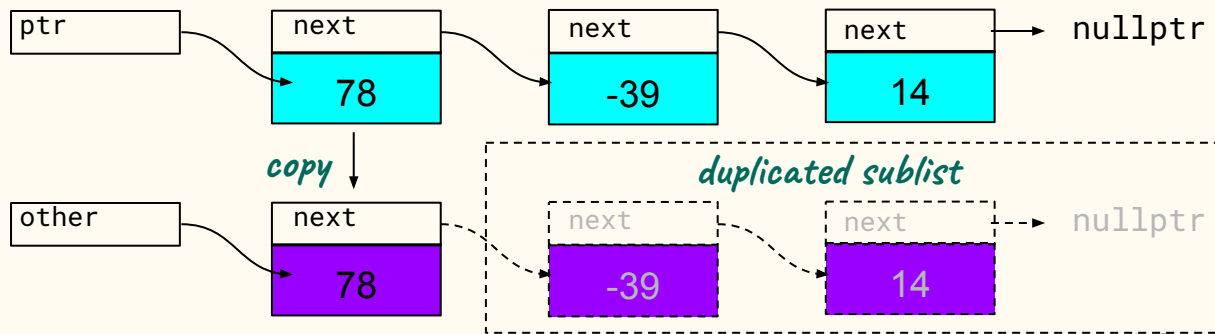 ptr
next
next
next
nullptr
78
-39
14
copy
duplicated sublist
other
next
next
next
nullptr
78
-39
14